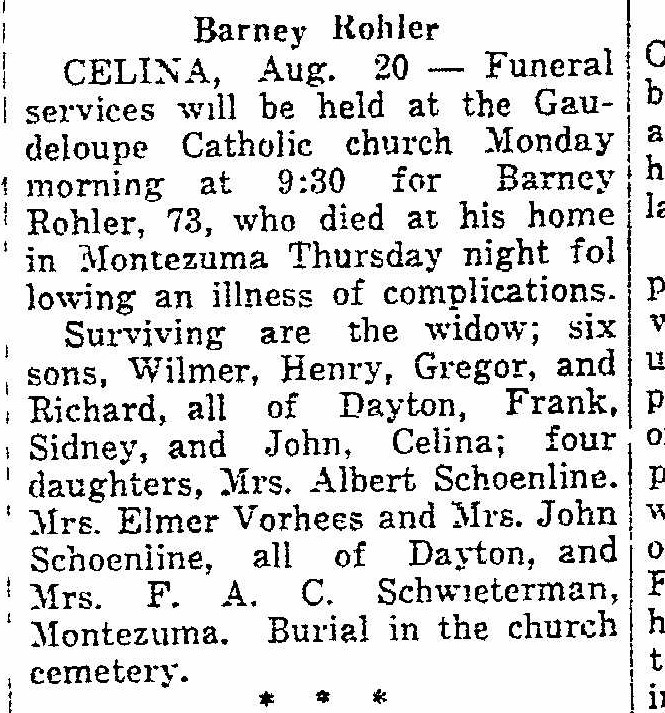 Barney Rohler
CELINA, Aug. 20 — Funeral
services will be held at the Gau-
deloupe Catholic church Monday
morning at 9:30 for Barney
Rohler, 73, who died at his home
in Montezuma Thursday night fol
lowing an illness of complications.
Surviving are the widow; six
sons, Wilmer, Henry, Gregor, and
Richard, all of Dayton, Frank,
Sidney, and John, Celina; four
daughters, Mrs. Albert Schoenline.
Mrs. Elmer Vorhees and Mrs. John
Schoenline, all of Dayton, and
Mrs. F. A. C. Schwieterman,
Montezuma. Burial in the church
cemetery.
* * *